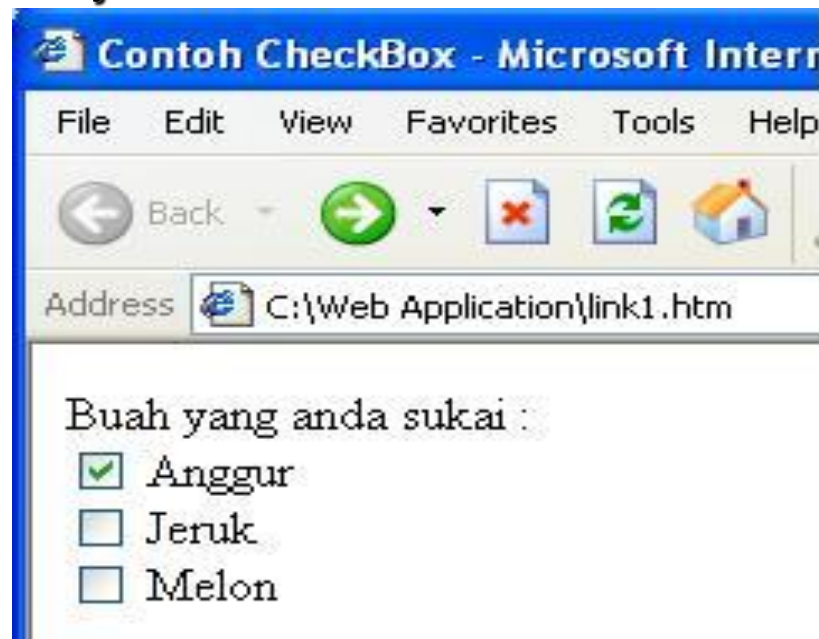 Contoh CheckBox - Microsoft Intern
File Edit View Favorites Tools Help
Back
Address C:\Web Application\link1.htm
Buah yang anda sukai :
Anggur
Jeruk
Melon